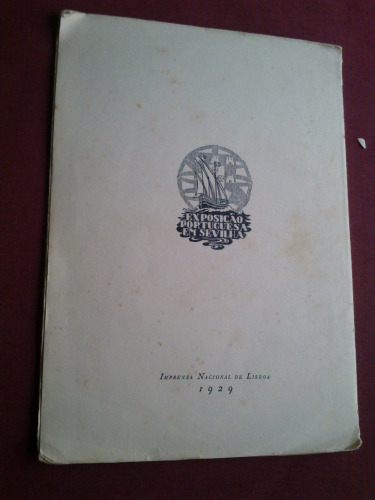 EXPOSIÇÃO
PORTUGUESA
EM SEVILHA
IMPRENSA NACIONAL DE LISBOA
1929